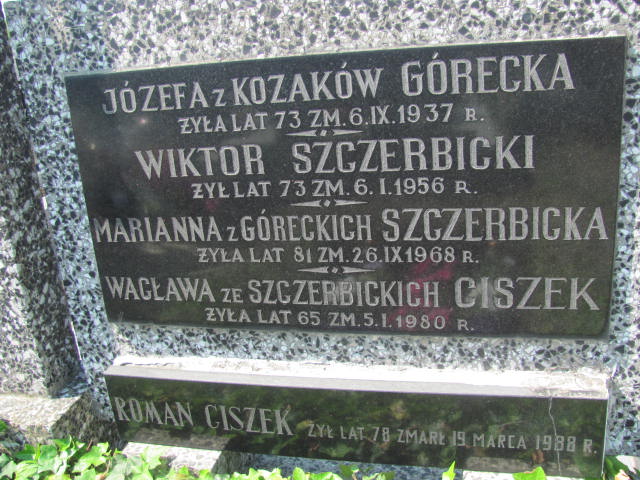 JÓZEFA z KOZAKÓW GÓRECKA
ŻYŁA LAT 73 ZM. 6. IX. 1937 R.
WIKTOR SZCZERBICKI
ŻYŁ LAT 73 ZM. 6. I. 1956 R.
MARIANNA z GÓRECKICH SZCZERBICKA
ŻYŁA LAT 81 ZM. 26. IX 1968 R.
WACŁAWA ZE SZCZERBICKICH CISZEK
ŻYŁA LAT 65 ZM. 5. I. 1980 R.
ROMAN CISZEK ŻYŁ LAT 78 ZMARŁ 19 MARCA 1988 R.